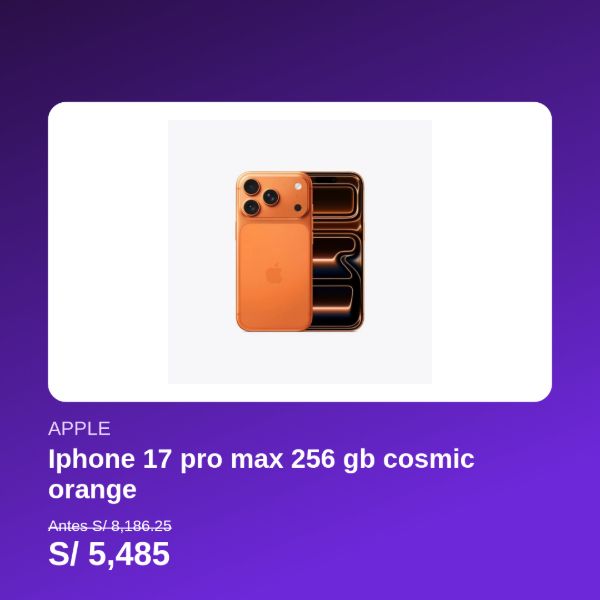 APPLE
Iphone 17 pro max 256 gb cosmic
orange
Antes S/ 8,186.25
S/ 5,485